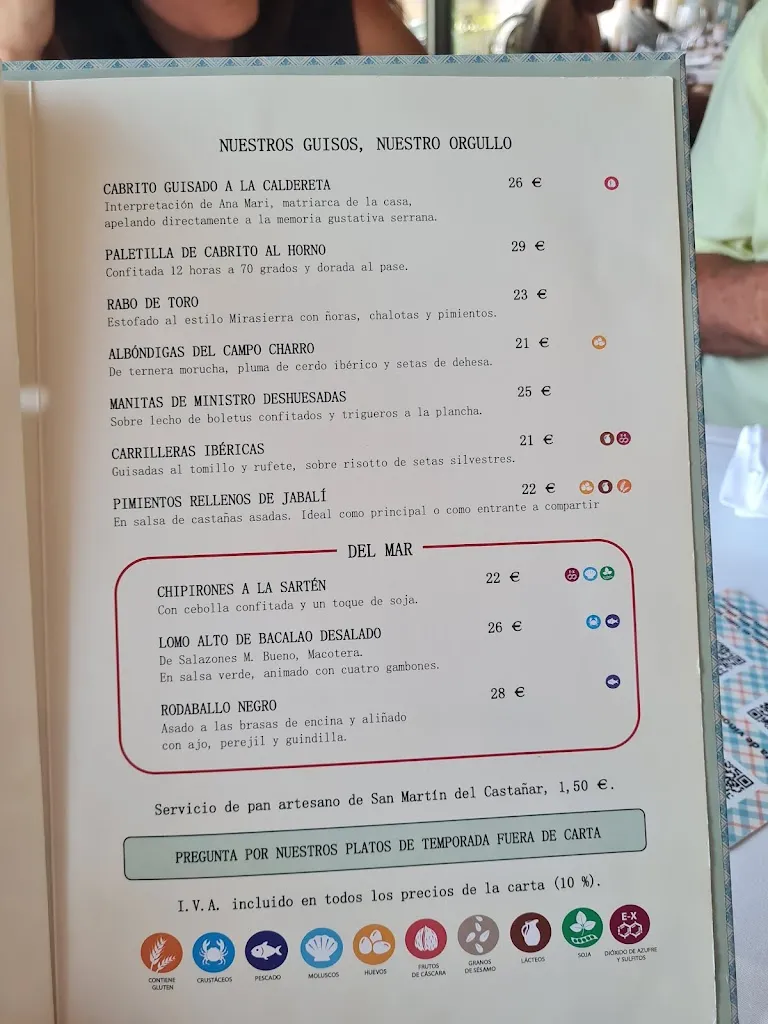 NUESTROS GUISOS, NUESTRO ORGULLO
CABRITO GUISADO A LA CALDERETA 26 €
Interpretación de Ana Mari, matriarca de la casa,
apelando directamente a la memoria gustativa serrana.
PALETILLA DE CABRITO AL HORNO 29 €
Confitada 12 horas a 70 grados y dorada al pase.
RABO DE TORO 23 €
Estofado al estilo Mirasierra con ñoras, chalotas y pimientos.
ALBÓNDIGAS DEL CAMPO CHARRO 21 €
De ternera morucha, pluma de cerdo ibérico y setas de dehesa.
MANITAS DE MINISTRO DESHUESADAS 25 €
Sobre lecho de boletus confitados y trigueros a la plancha.
CARRILLERAS IBÉRICAS 21 €
Guisadas al tomillo y rufete, sobre risotto de setas silvestres.
PIMIENTOS RELLENOS DE JABALÍ 22 €
En salsa de castañas asadas. Ideal como principal o como entrante a compartir
DEL MAR
CHIPIRONES A LA SARTÉN 22 €
Con cebolla confitada y un toque de soja.
LOMO ALTO DE BACALAO DESALADO 26 €
De Salazones M. Bueno, Macotera.
En salsa verde, animado con cuatro gambones.
RODABALLO NEGRO 28 €
Asado a las brasas de encina y aliñado
con ajo, perejil y guindilla.
Servicio de pan artesano de San Martín del Castañar, 1,50 €.
PREGUNTA POR NUESTROS PLATOS DE TEMPORADA FUERA DE CARTA
I.V.A. incluido en todos los precios de la carta (10 %).
E-X
CONTIENE GLUTEN
CRUSTÁCEOS
PESCADO
MOLUSCOS
HUEVOS
FRUTOS DE CÁSCARA
GRANOS DE SÉSAMO
LÁCTEOS
SOJA
DIÓXIDO DE AZUFRE Y SULFITOS